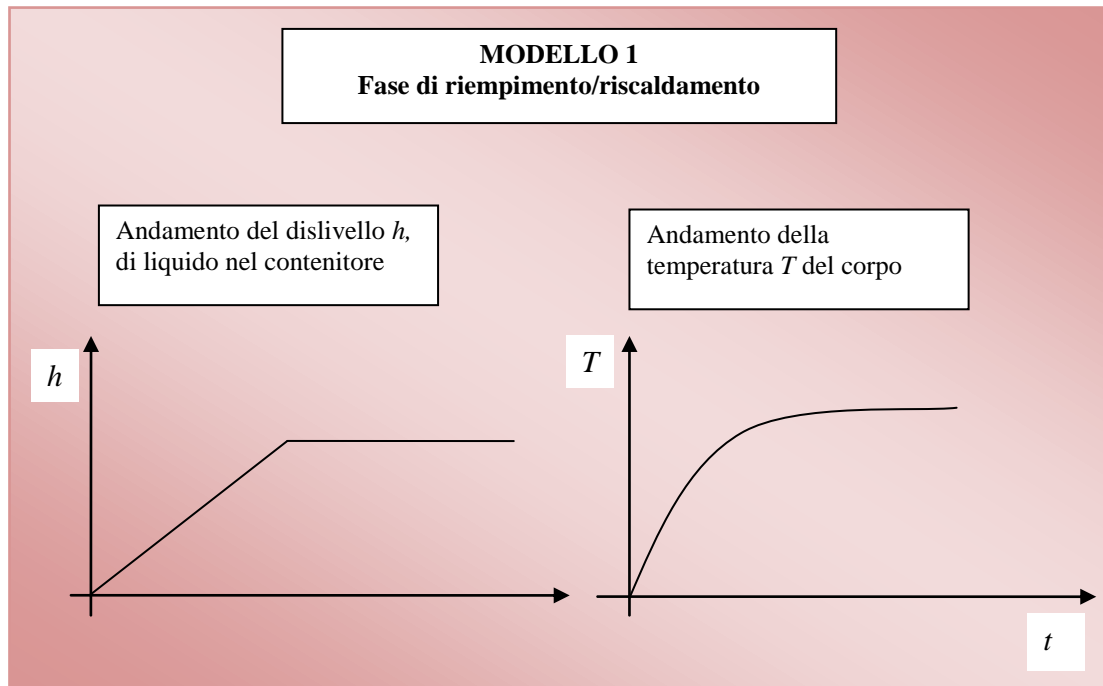 MODELLO 1
Fase di riempimento/riscaldamento
Andamento del dislivello h,
di liquido nel contenitore
Andamento della
temperatura T del corpo
h
T
t